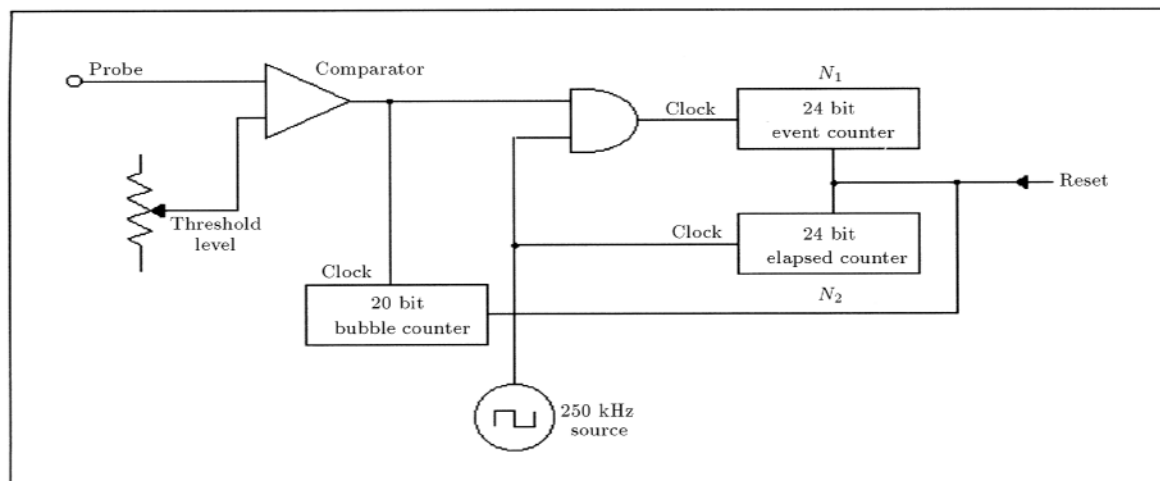 Probe
Comparator
N₁
Clock
24 bit
event counter
Reset
Threshold
level
Clock
24 bit
elapsed counter
Clock
N₂
20 bit
bubble counter
250 kHz
source